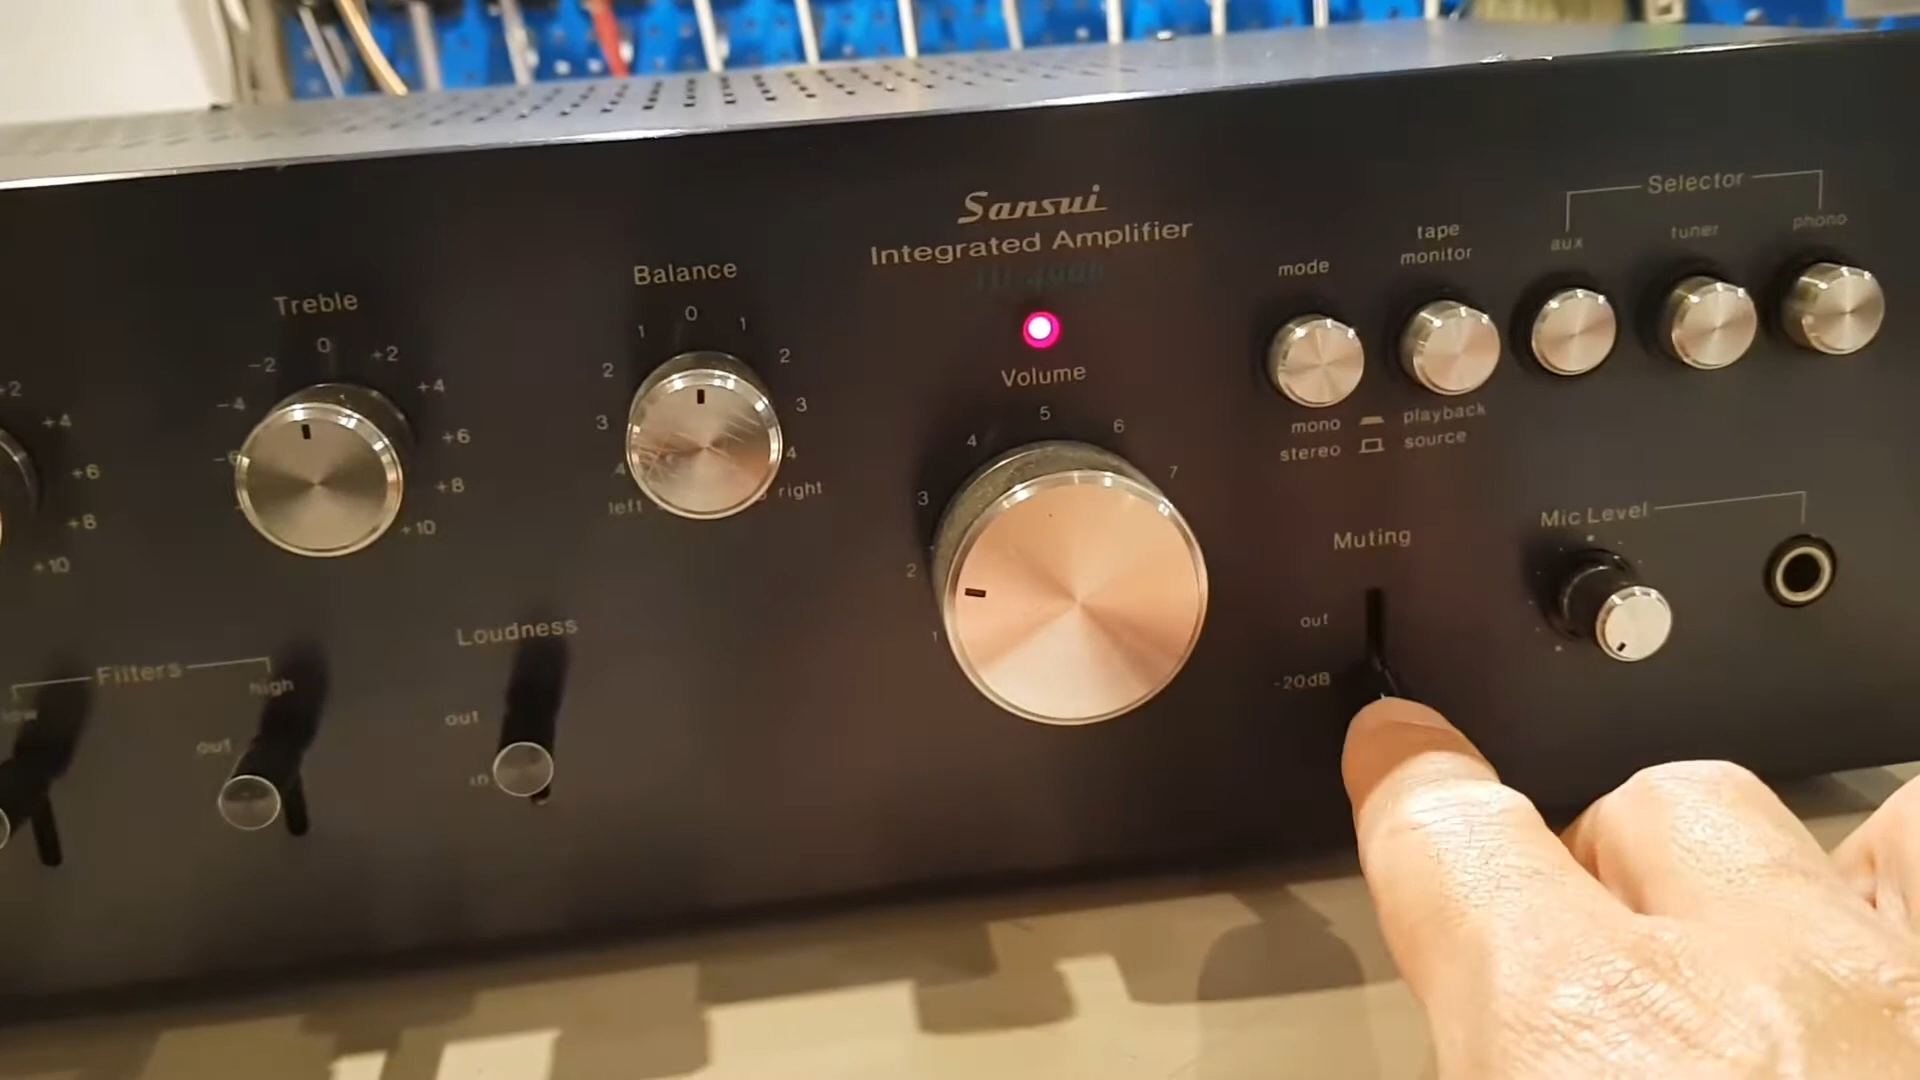 Sansui
Integrated Amplifier
Treble
0
-2
+2
-4
+4
-6
+6
+8
+10
+2
+4
+6
+8
+10
Balance
0
1
1
2
2
3
3
4
4
left
right
Volume
1
2
3
4
5
6
7
mode
tape
monitor
mono
playback
stereo
source
Selector
aux
tuner
phono
Muting
out
-20dB
Mic Level
Filters
low
high
out
Loudness
out
in